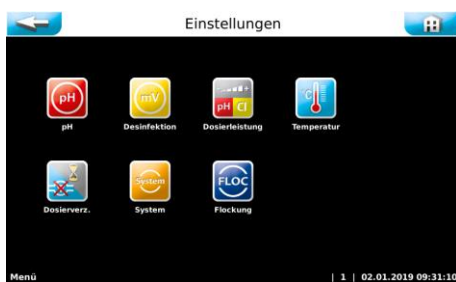 Einstellungen
pH
mV
pH Cl
°C
pH
Desinfektion
Dosierleistung
Temperatur
System
FLOC
Dosierverz.
System
Flockung
Menü | 1 | 02.01.2019 09:31:10